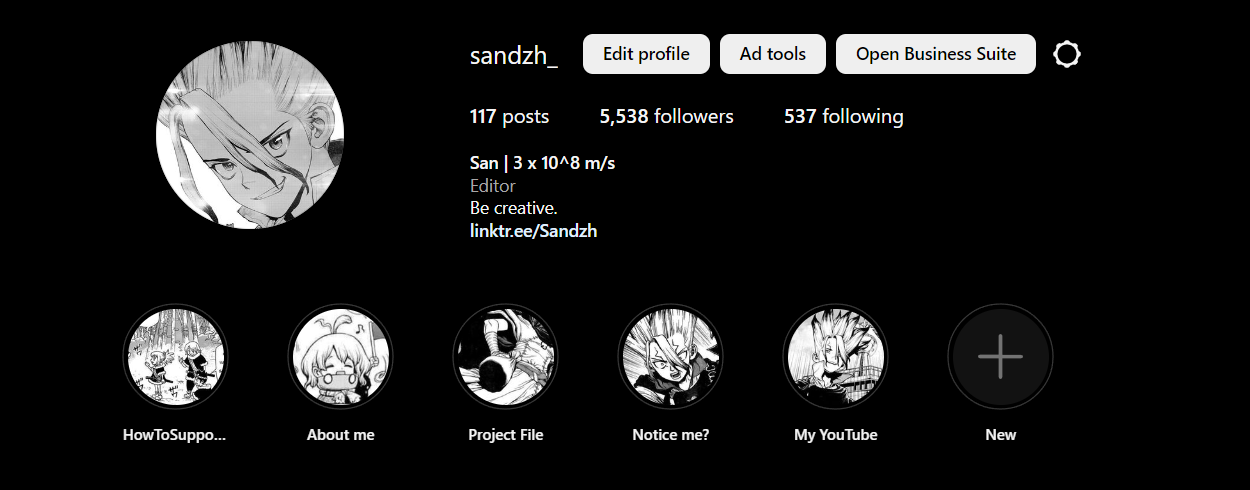 sandzh_ Edit profile Ad tools Open Business Suite
117 posts 5,538 followers 537 following
San | 3 x 10^8 m/s
Editor
Be creative.
linktr.ee/Sandzh
HowToSuppo... About me Project File Notice me? My YouTube New